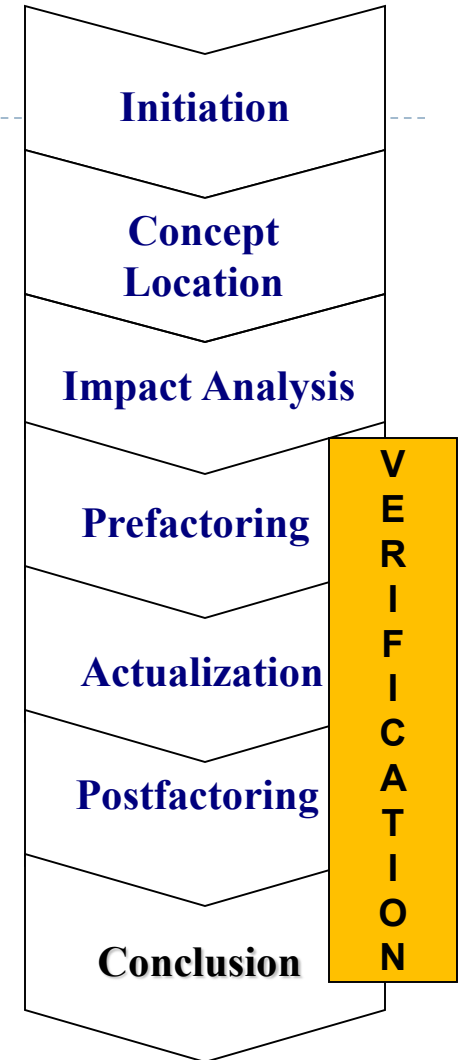 Initiation
Concept
Location
Impact Analysis
Prefactoring
Actualization
Postfactoring
Conclusion
V
E
R
I
F
I
C
A
T
I
O
N